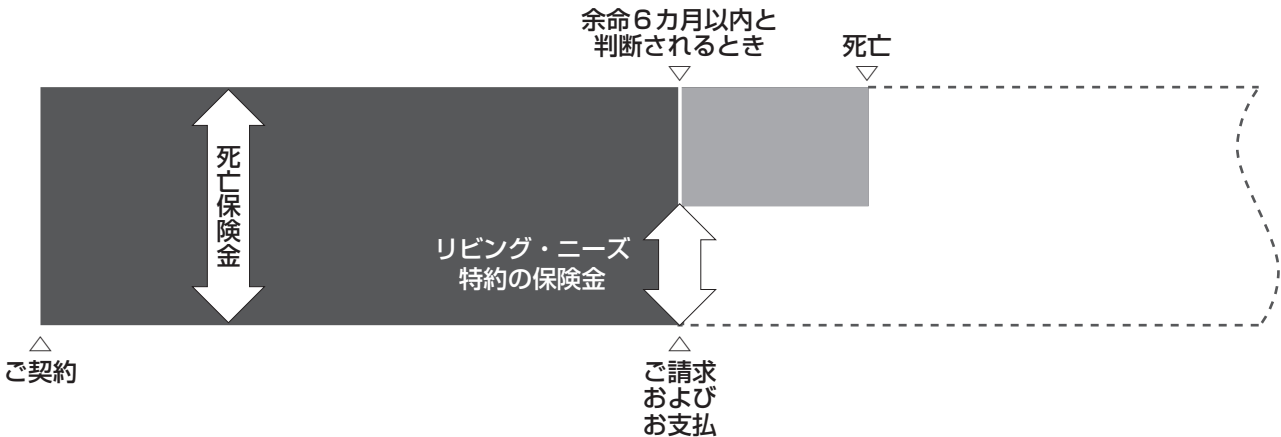 余命6カ月以内と
判断されるとき
死亡
死亡保険金
リビング・ニーズ
特約の保険金
ご契約
ご請求
および
お支払